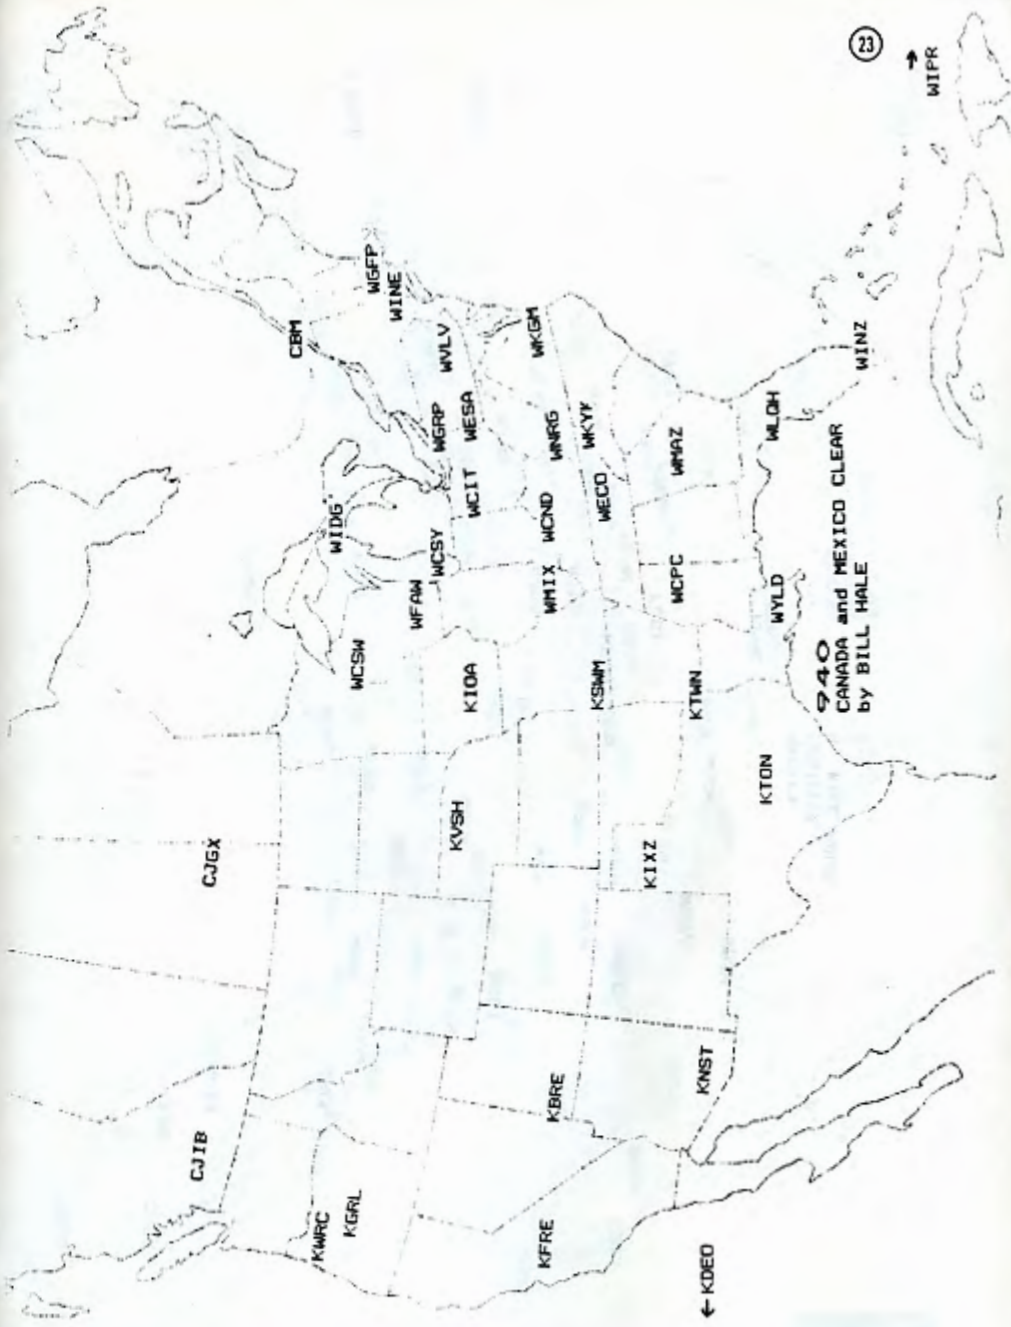 CJIB
CJGX
CBM
KWRC
WIDG
KGRL
WCSW
WGFP
WINE
WFAW
WCSY
WGRP
WVLV
KVSH
WESA
KIOA
WCIT
WKGM
KFRE
WCND
WMIX
WNRG
KBRE
WKYK
KSWM
WECO
KIXZ
WCPC
WMAZ
KTWN
KNST
← KDEO
KTON
WLQH
WYLD
940
CANADA and MEXICO CLEAR
by BILL HALE
WINZ
23
→
WIPR